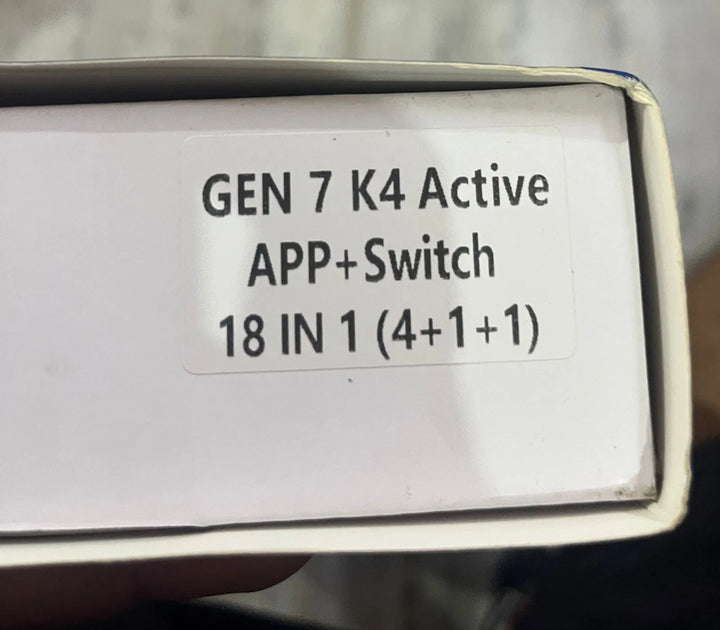 GEN 7 K4 Active
APP+Switch
18 IN 1 (4+1+1)